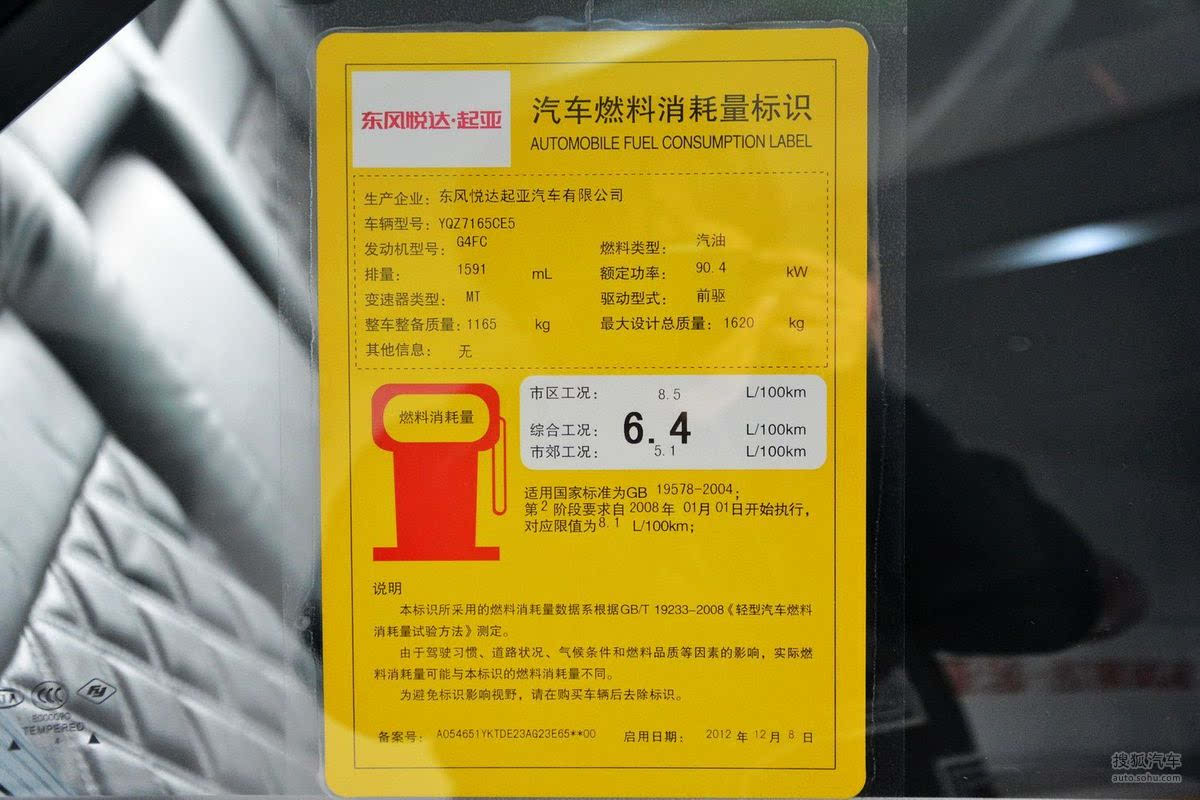 东风悦达·起亚
汽车燃料消耗量标识
AUTOMOBILE FUEL CONSUMPTION LABEL
生产企业：东风悦达起亚汽车有限公司
车辆型号：YQZ7165CE5
发动机型号：G4FC 燃料类型：汽油
排量：1591 mL 额定功率：90.4 kW
变速器类型：MT 驱动型式：前驱
整车整备质量：1165 kg 最大设计总质量：1620 kg
其他信息：无
燃料消耗量
市区工况：8.5 L/100km
综合工况：6.4 L/100km
市郊工况：5.1 L/100km
适用国家标准为GB 19578-2004；
第2阶段要求自2008年 01月01日开始执行，
对应限值为8.1 L/100km；
说明
本标识所采用的燃料消耗量数据系根据GB/T 19233-2008《轻型汽车燃料
消耗量试验方法》测定。
由于驾驶习惯、道路状况、气候条件和燃料品质等因素的影响，实际燃
料消耗量可能与本标识的燃料消耗量不同。
为避免标识影响视野，请在购买车辆后去除标识。
备案号：A054651YKTDE23AG23E65**00 启用日期：2012 年 12 月 8 日
TEMPERED
搜狐汽车
auto.sohu.com